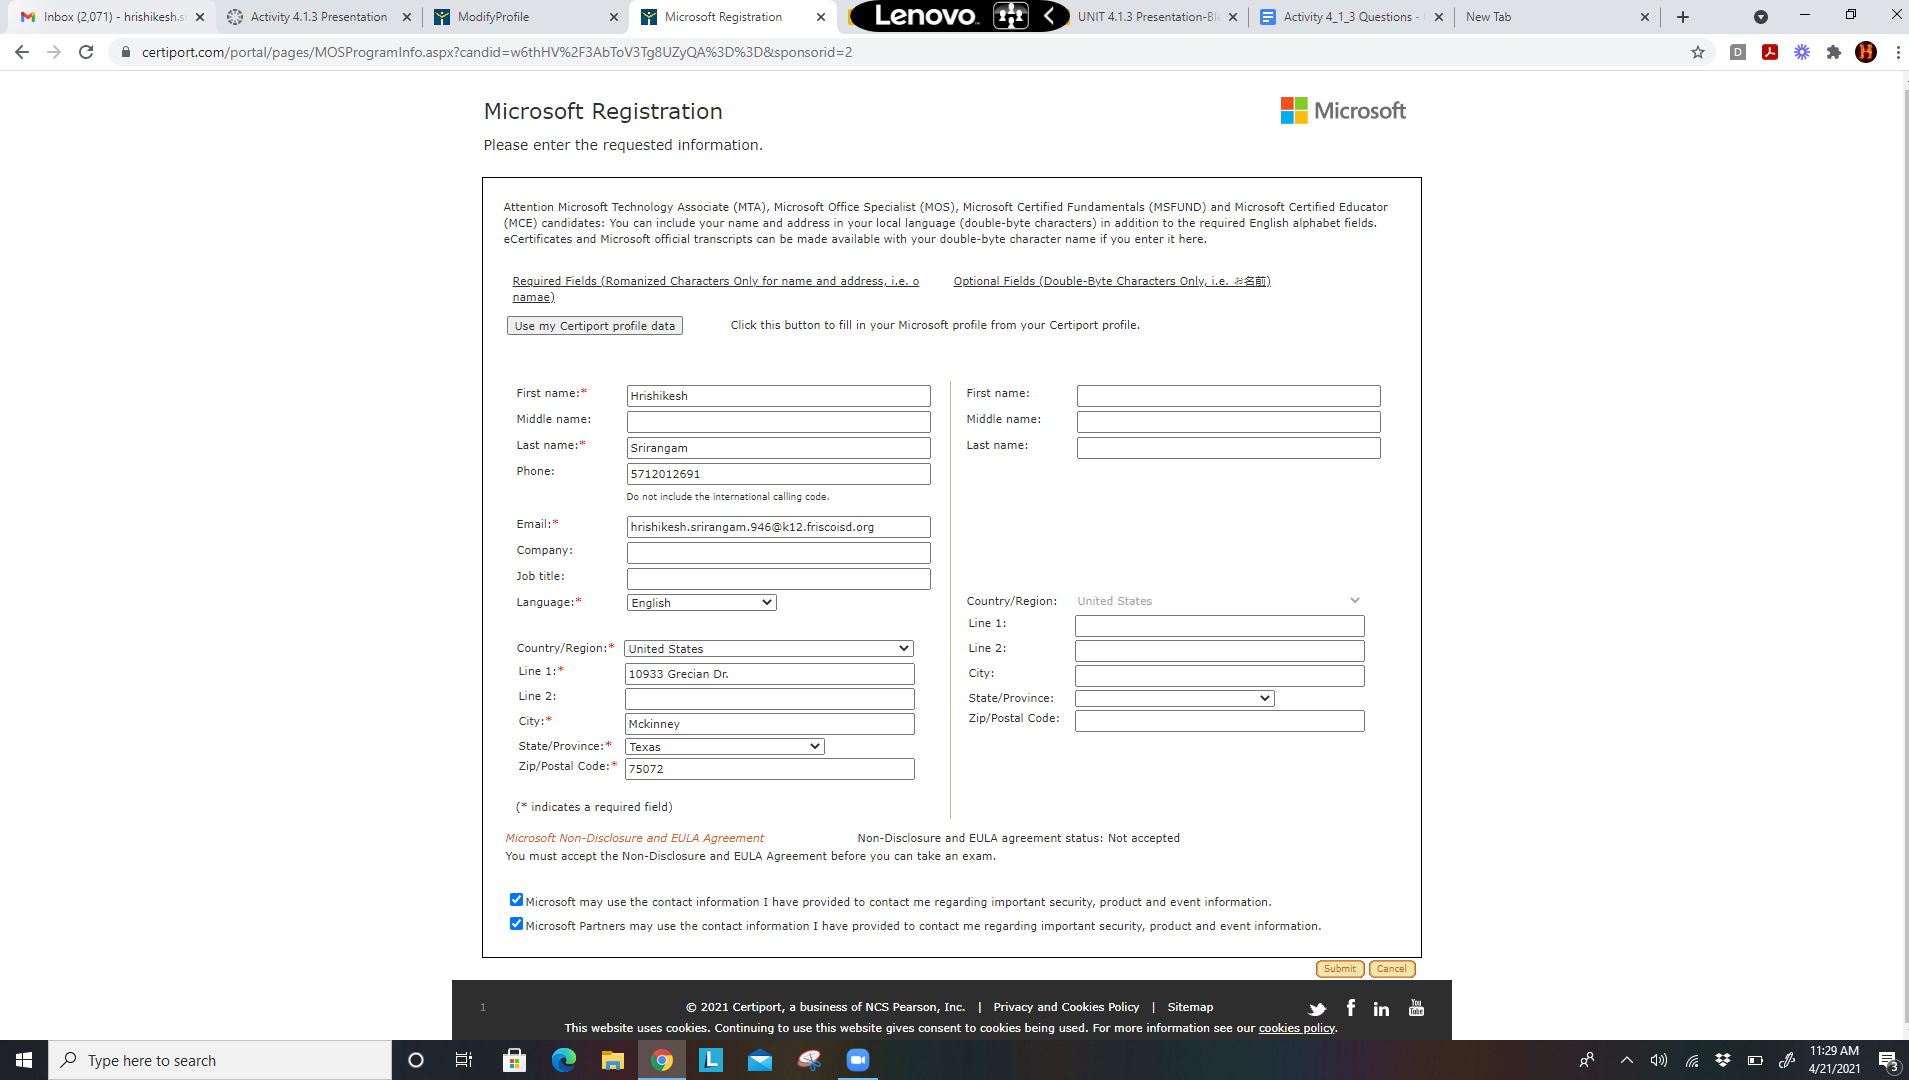 Inbox (2,071) - hrishikesh.s
Activity 4.1.3 Presentation
ModifyProfile
Microsoft Registration
Lenovo
UNIT 4.1.3 Presentation-Bl
Activity 4_1_3 Questions -
New Tab
certiport.com/portal/pages/MOSProgramInfo.aspx?candid=w6thHV%2F3AbToV3Tg8UZyQA%3D%3D&sponsorid=2
Microsoft Registration
Microsoft
Please enter the requested information.
Attention Microsoft Technology Associate (MTA), Microsoft Office Specialist (MOS), Microsoft Certified Fundamentals (MSFUND) and Microsoft Certified Educator
(MCE) candidates: You can include your name and address in your local language (double-byte characters) in addition to the required English alphabet fields.
eCertificates and Microsoft official transcripts can be made available with your double-byte character name if you enter it here.
Required Fields (Romanized Characters Only for name and address, i.e. o
namae)
Optional Fields (Double-Byte Characters Only, i.e. お名前)
Use my Certiport profile data
Click this button to fill in your Microsoft profile from your Certiport profile.
First name:* Hrishikesh
Middle name:
Last name:* Srirangam
Phone: 5712012691
Do not include the international calling code.
Email:* hrishikesh.srirangam.946@k12.friscoisd.org
Company:
Job title:
Language:* English
Country/Region:* United States
Line 1:* 10933 Grecian Dr.
Line 2:
City:* Mckinney
State/Province:* Texas
Zip/Postal Code:* 75072
(* indicates a required field)
First name:
Middle name:
Last name:
Country/Region: United States
Line 1:
Line 2:
City:
State/Province:
Zip/Postal Code:
Microsoft Non-Disclosure and EULA Agreement
Non-Disclosure and EULA agreement status: Not accepted
You must accept the Non-Disclosure and EULA Agreement before you can take an exam.
Microsoft may use the contact information I have provided to contact me regarding important security, product and event information.
Microsoft Partners may use the contact information I have provided to contact me regarding important security, product and event information.
Submit
Cancel
1
© 2021 Certiport, a business of NCS Pearson, Inc. | Privacy and Cookies Policy | Sitemap
This website uses cookies. Continuing to use this website gives consent to cookies being used. For more information see our cookies policy.
You
Tube
Type here to search
11:29 AM
4/21/2021
3